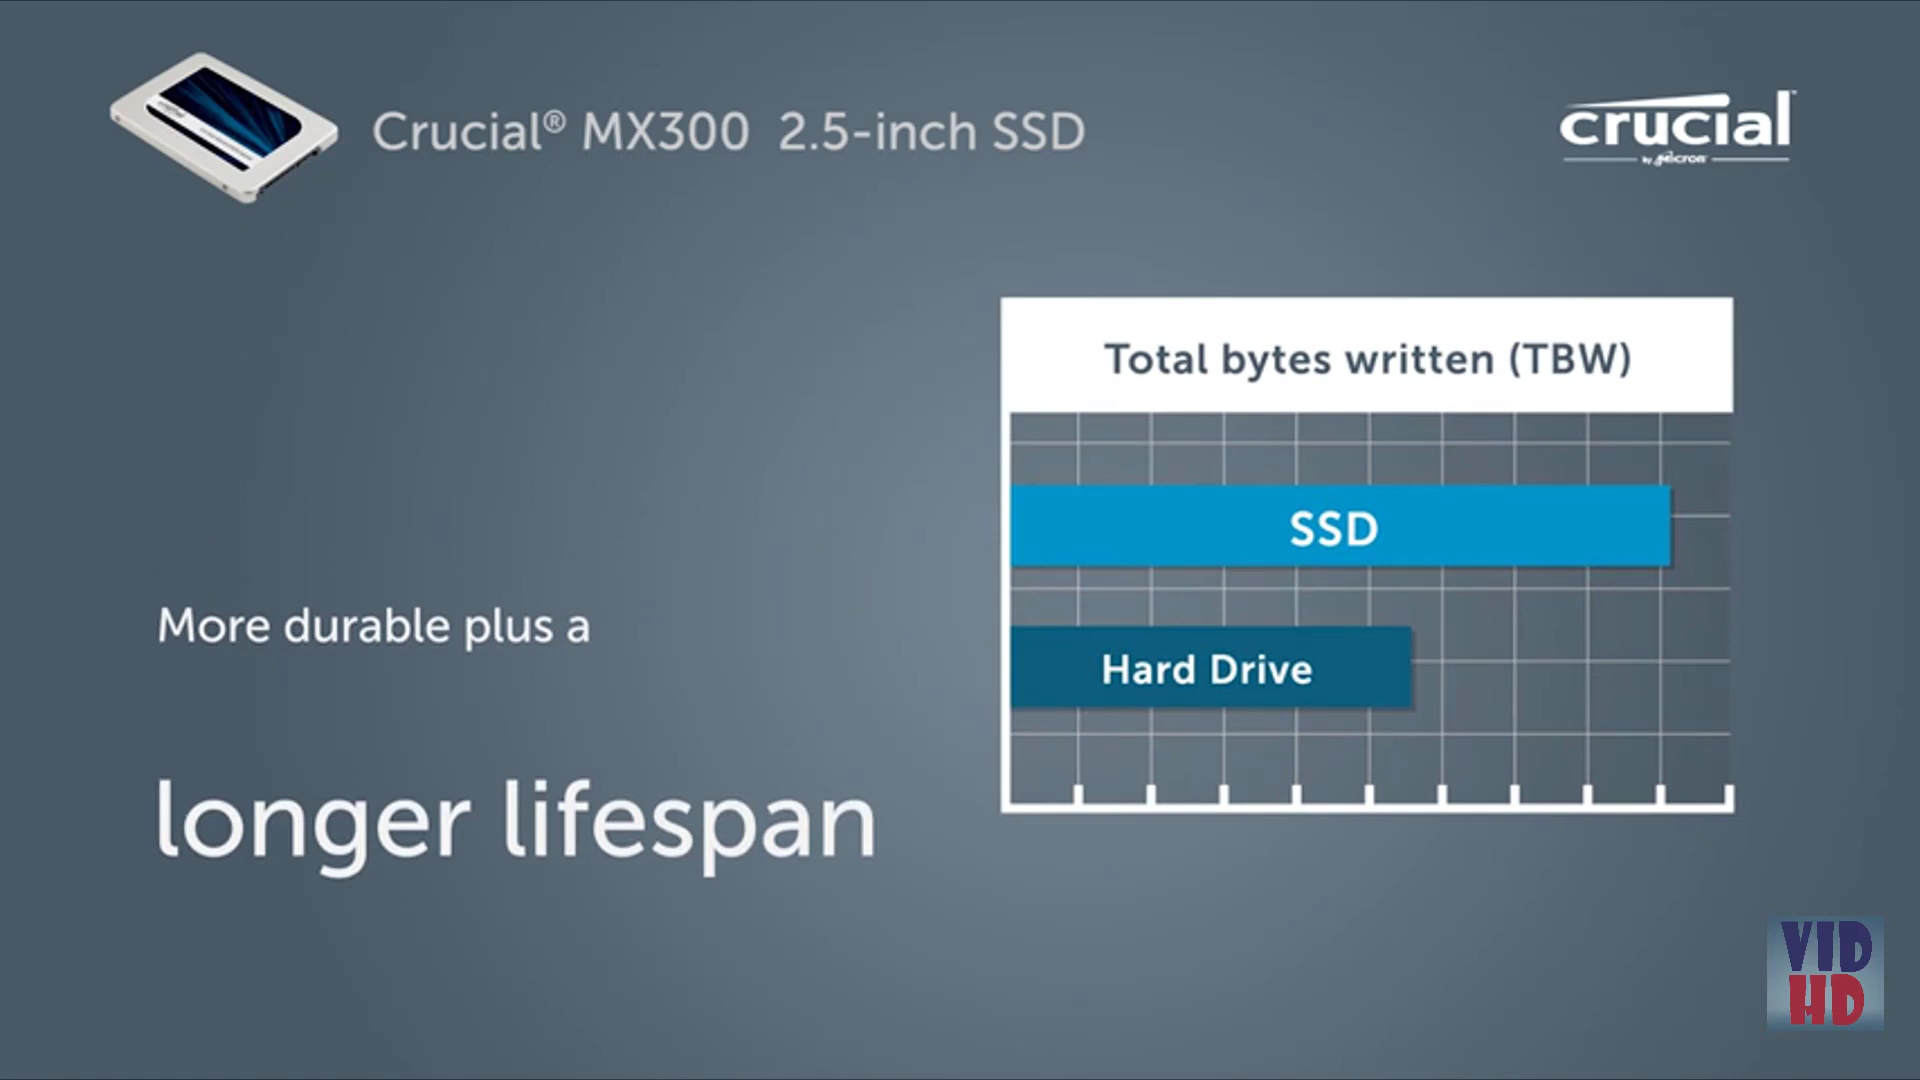 Crucial® MX300 2.5-inch SSD
crucial™
by Micron
Total bytes written (TBW)
SSD
Hard Drive
More durable plus a
longer lifespan
VID
HD